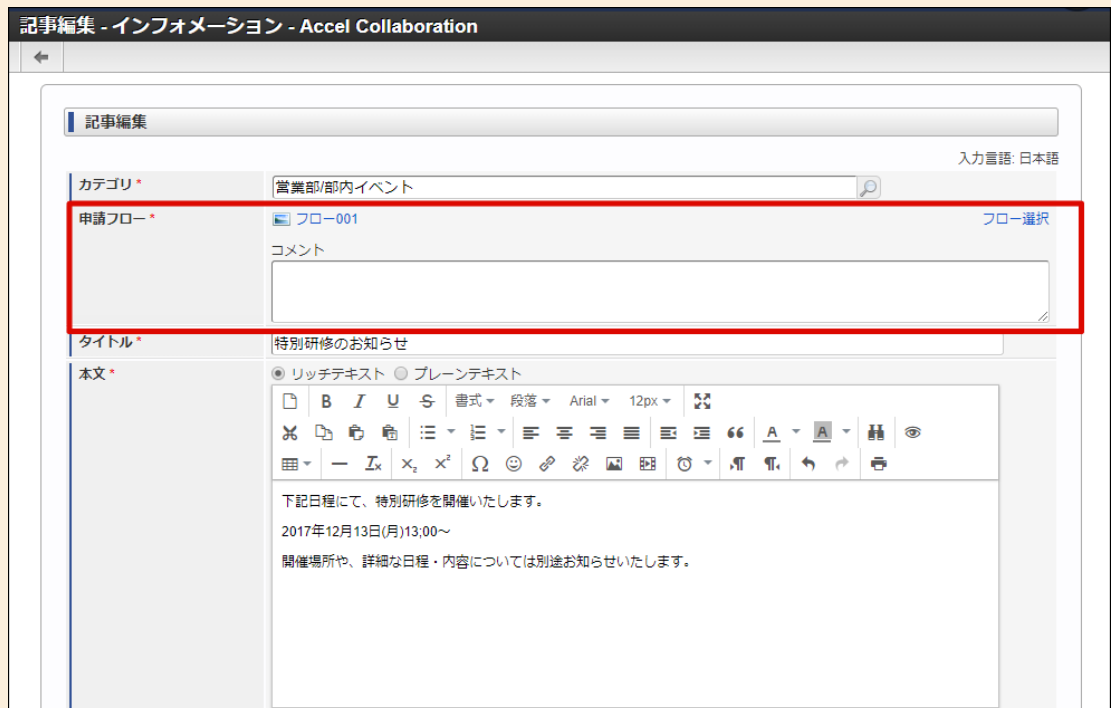 記事編集 - インフォメーション - Accel Collaboration
記事編集
入力言語: 日本語
カテゴリ * 営業部/部内イベント
申請フロー * フロー001 フロー選択
コメント
タイトル * 特別研修のお知らせ
本文 * リッチテキスト プレーンテキスト
B I U S 書式 段落 Arial 12px
A A
Ix X₂ X² Ω
下記日程にて、特別研修を開催いたします。
2017年12月13日(月)13;00～
開催場所や、詳細な日程・内容については別途お知らせいたします。